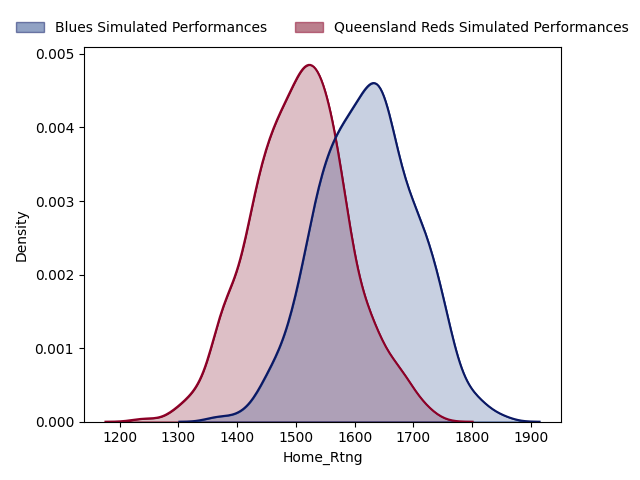 Blues Simulated Performances Queensland Reds Simulated Performances
0.005
0.004
0.003
0.002
0.001
0.000
Density
1200 1300 1400 1500 1600 1700 1800 1900
Home_Rtng